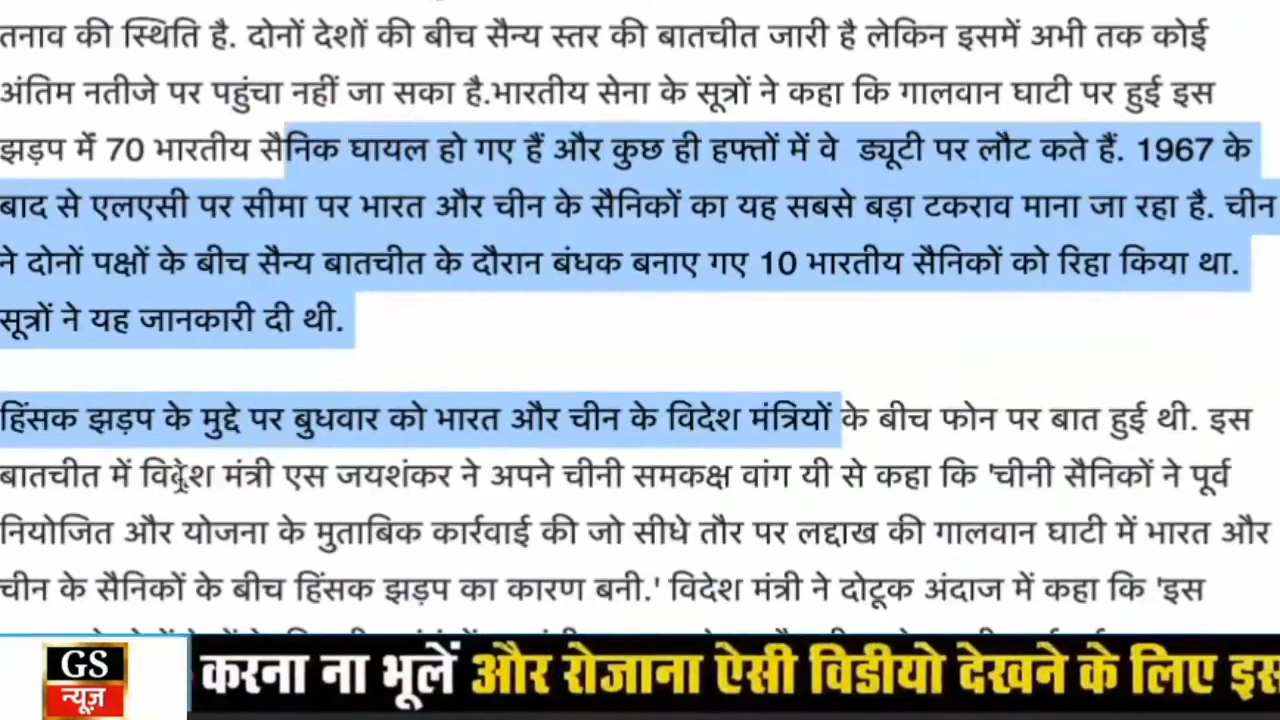 तनाव की स्थिति है. दोनों देशों की बीच सैन्य स्तर की बातचीत जारी है लेकिन इसमें अभी तक कोई
अंतिम नतीजे पर पहुंचा नहीं जा सका है.भारतीय सेना के सूत्रों ने कहा कि गालवान घाटी पर हुई इस
झड़प में 70 भारतीय सैनिक घायल हो गए हैं और कुछ ही हफ्तों में वे ड्यूटी पर लौट कते हैं. 1967 के
बाद से एलएसी पर सीमा पर भारत और चीन के सैनिकों का यह सबसे बड़ा टकराव माना जा रहा है. चीन
ने दोनों पक्षों के बीच सैन्य बातचीत के दौरान बंधक बनाए गए 10 भारतीय सैनिकों को रिहा किया था.
सूत्रों ने यह जानकारी दी थी.
हिंसक झड़प के मुद्दे पर बुधवार को भारत और चीन के विदेश मंत्रियों के बीच फोन पर बात हुई थी. इस
बातचीत में विदेश मंत्री एस जयशंकर ने अपने चीनी समकक्ष वांग यी से कहा कि 'चीनी सैनिकों ने पूर्व
नियोजित और योजना के मुताबिक कार्रवाई की जो सीधे तौर पर लद्दाख की गालवान घाटी में भारत और
चीन के सैनिकों के बीच हिंसक झड़प का कारण बनी.' विदेश मंत्री ने दोटूक अंदाज में कहा कि 'इस
GS
न्यूज़
करना ना भूलें और रोजाना ऐसी विडीयो देखने के लिए इस